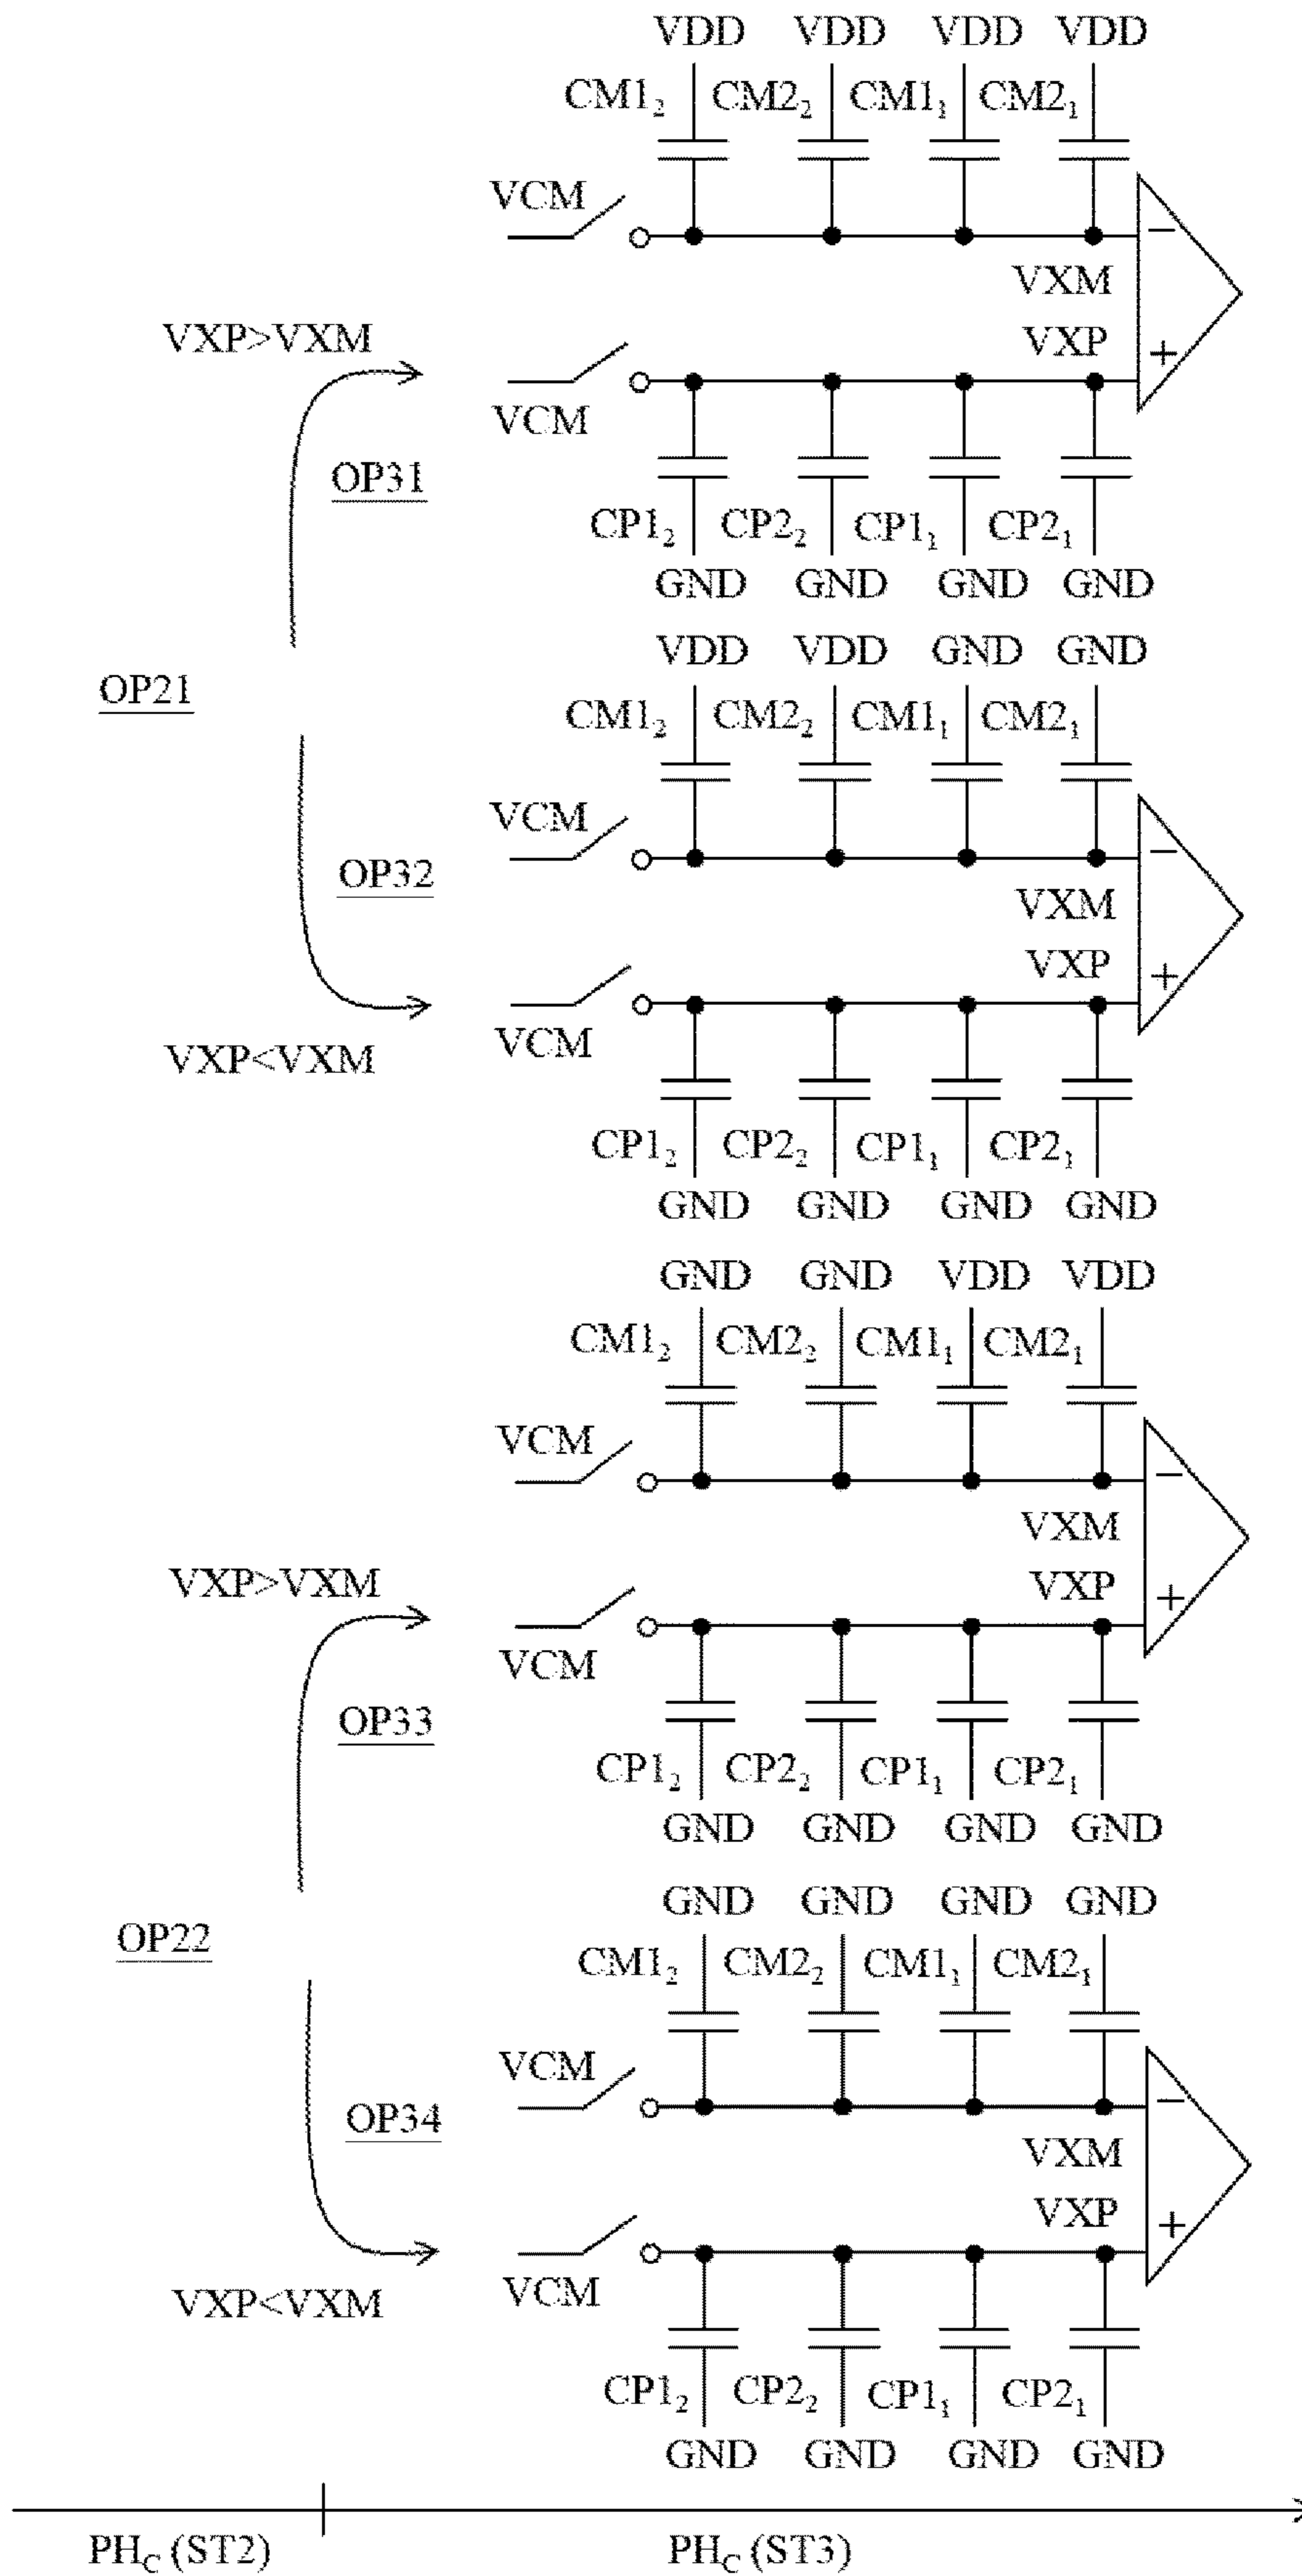 VDD VDD VDD VDD
CM1₂ CM2₂ CM1₁ CM2₁
VCM
−
VXM
VXP>VXM
VXP
+
VCM
OP31
CP1₂ CP2₂ CP1₁ CP2₁
GND GND GND GND
VDD VDD GND GND
OP21
CM1₂ CM2₂ CM1₁ CM2₁
VCM
−
OP32
VXM
VXP
+
VCM
VXP<VXM
CP1₂ CP2₂ CP1₁ CP2₁
GND GND GND GND
GND GND VDD VDD
CM1₂ CM2₂ CM1₁ CM2₁
VCM
−
VXM
VXP>VXM
VXP
+
VCM
OP33
CP1₂ CP2₂ CP1₁ CP2₁
GND GND GND GND
GND GND GND GND
OP22
CM1₂ CM2₂ CM1₁ CM2₁
VCM
−
OP34
VXM
VXP
+
VCM
VXP<VXM
CP1₂ CP2₂ CP1₁ CP2₁
GND GND GND GND
PH_C (ST2) PH_C (ST3)